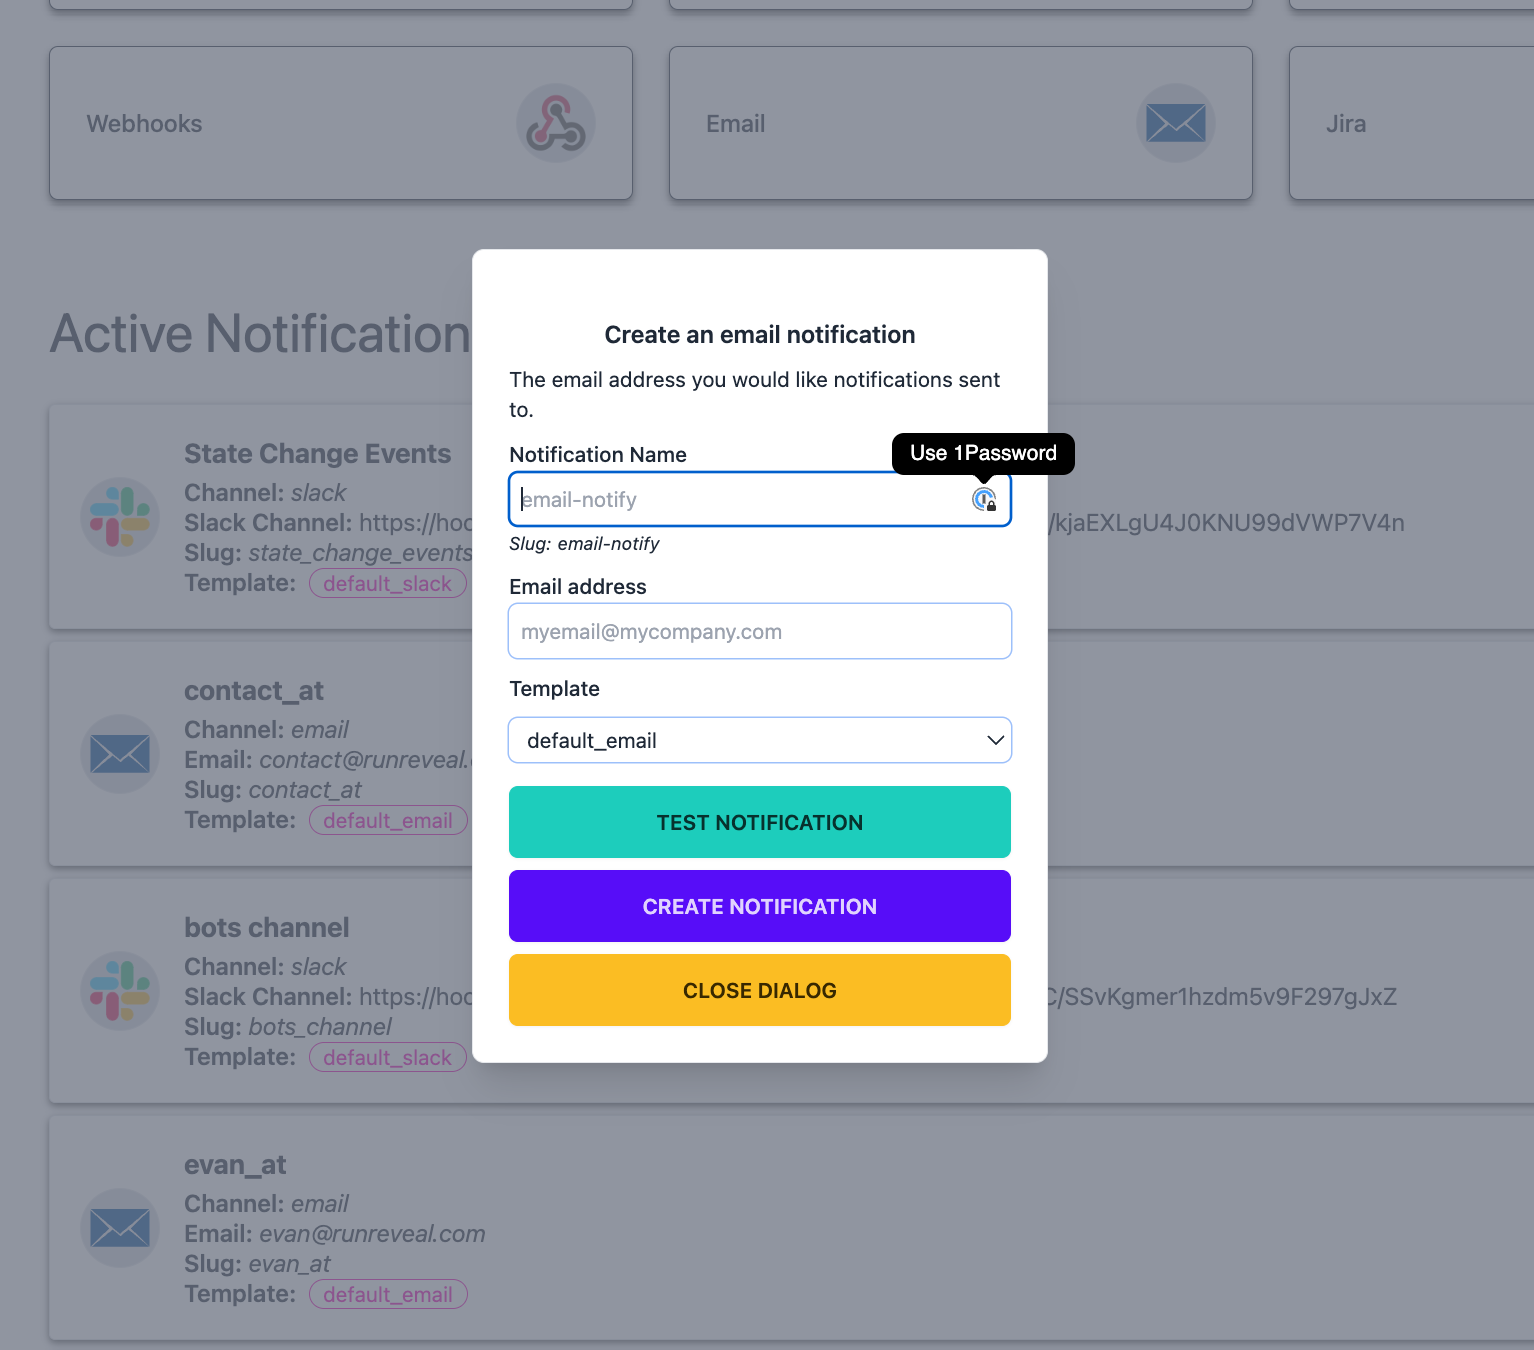 Webhooks
Email
Jira
Active Notification
Create an email notification
The email address you would like notifications sent
to.
Notification Name
Use 1Password
email-notify
Slug: email-notify
Email address
myemail@mycompany.com
Template
default_email
TEST NOTIFICATION
CREATE NOTIFICATION
CLOSE DIALOG
State Change Events
Channel: slack
Slack Channel: https://hoc /kjaEXLgU4J0KNU99dVWP7V4n
Slug: state_change_events
Template: default_slack
contact_at
Channel: email
Email: contact@runreveal.
Slug: contact_at
Template: default_email
bots channel
Channel: slack
Slack Channel: https://hoc C/SSvKgmer1hzdm5v9F297gJxZ
Slug: bots_channel
Template: default_slack
evan_at
Channel: email
Email: evan@runreveal.com
Slug: evan_at
Template: default_email